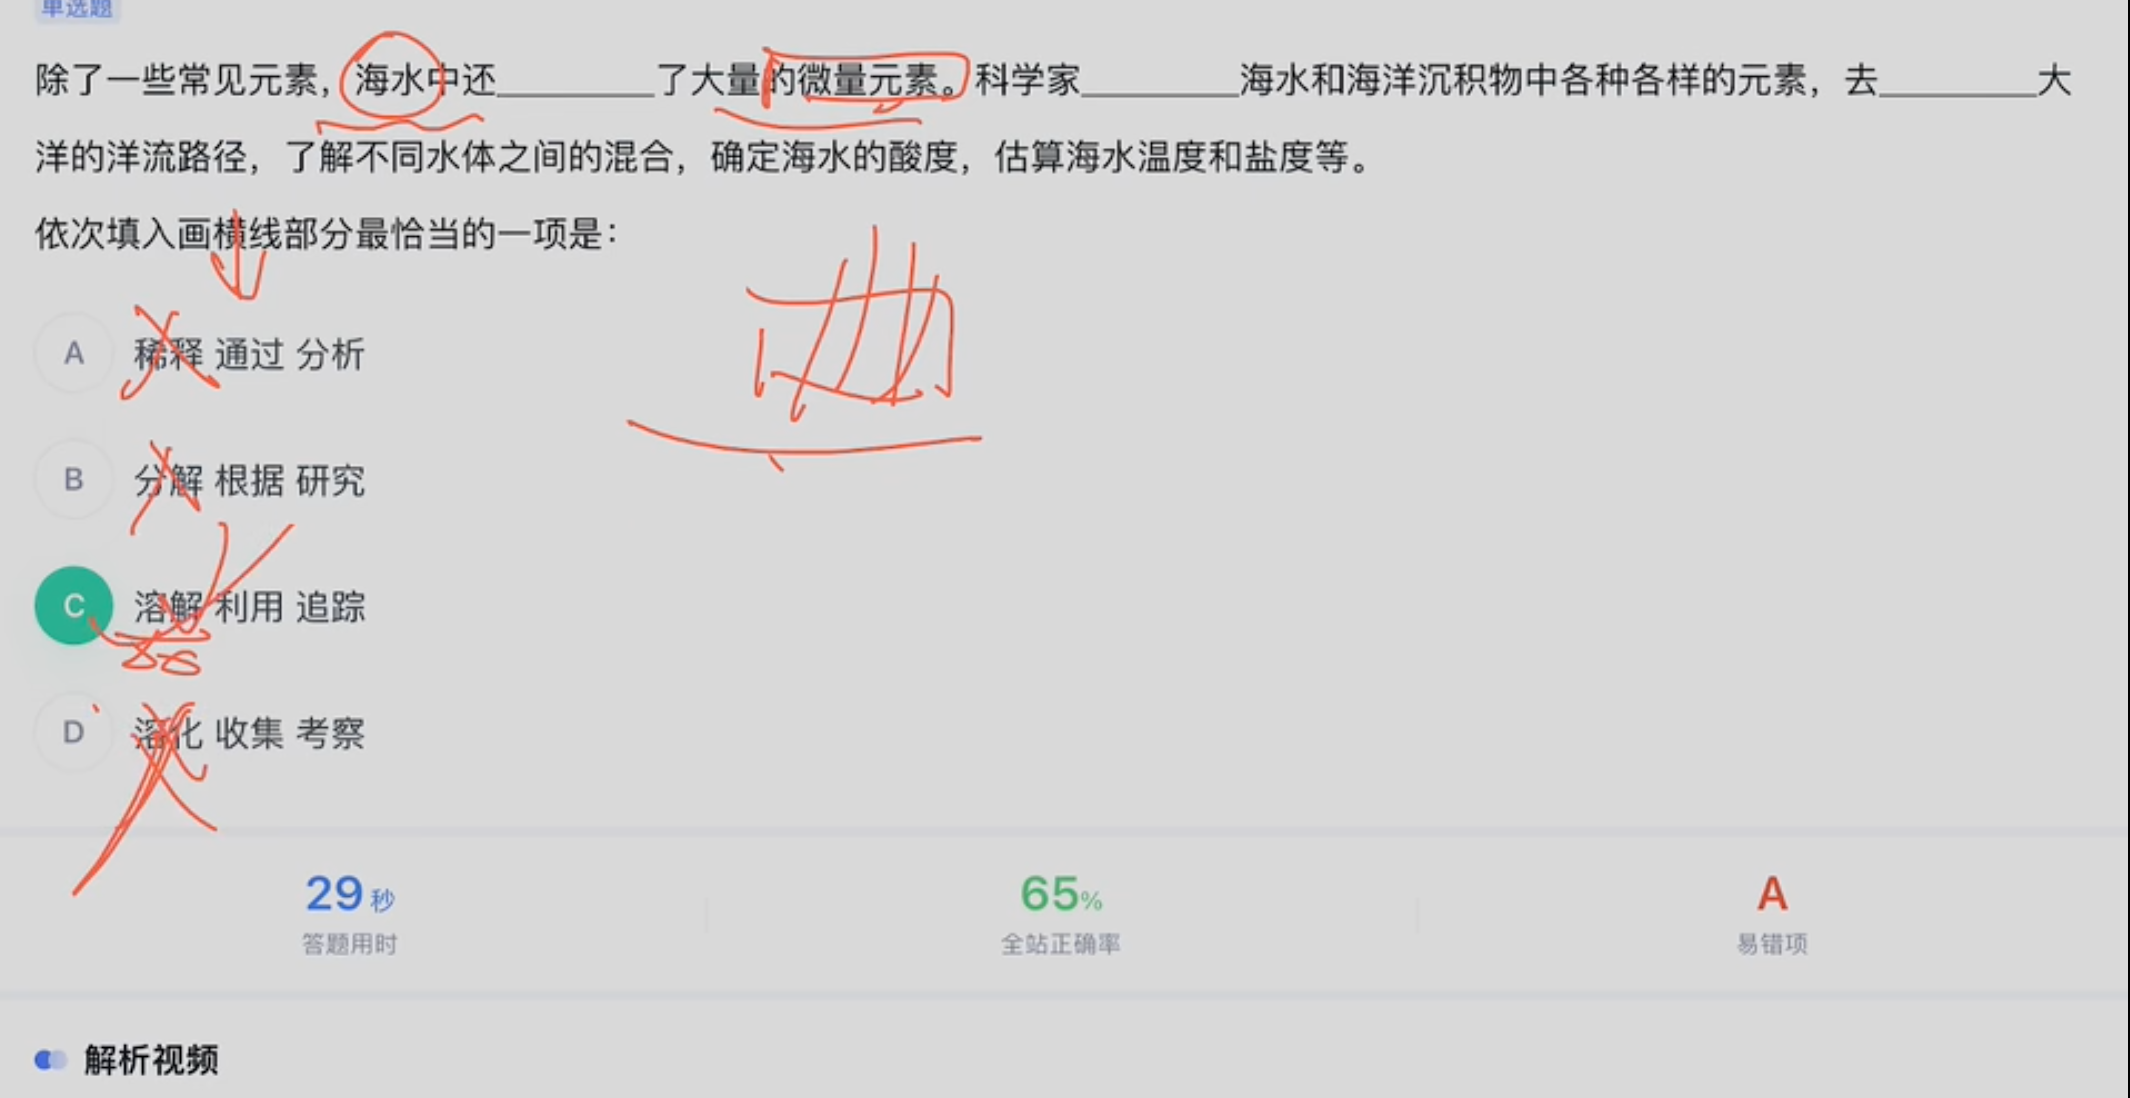 单选题
除了一些常见元素，海水中还________了大量的微量元素。科学家________海水和海洋沉积物中各种各样的元素，去________大
洋的洋流路径，了解不同水体之间的混合，确定海水的酸度，估算海水温度和盐度等。
依次填入画横线部分最恰当的一项是：
A 稀释 通过 分析
B 分解 根据 研究
C 溶解 利用 追踪
D 溶化 收集 考察
29秒 65% A
答题用时 全站正确率 易错项
解析视频